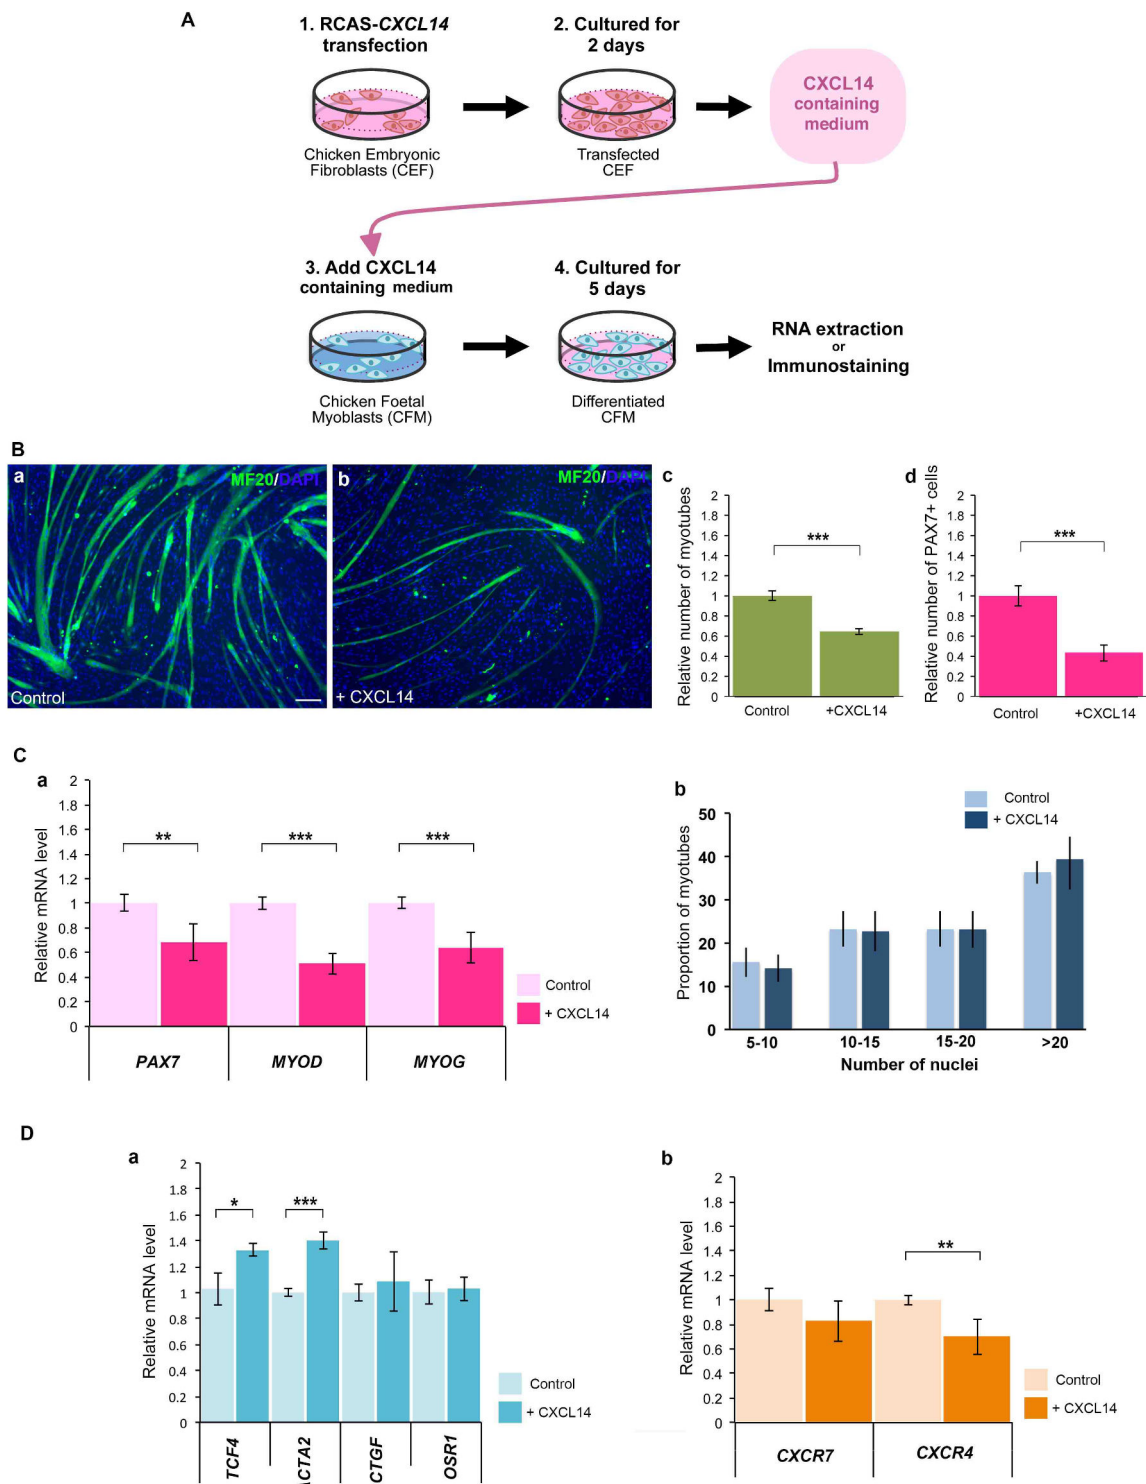 A
1. RCAS-CXCL14
transfection
2. Cultured for
2 days
CXCL14
containing
medium
Chicken Embryonic
Fibroblasts (CEF)
Transfected
CEF
3. Add CXCL14
containing medium
4. Cultured for
5 days
RNA extraction
or
Immunostaining
Chicken Foetal
Myoblasts (CFM)
Differentiated
CFM
B
a
MF20/DAPI
Control
b
MF20/DAPI
+ CXCL14
c
Relative number of myotubes
2
1.8
1.6
1.4
1.2
1
0.8
0.6
0.4
0.2
0
***
Control
+CXCL14
d
Relative number of PAX7+ cells
2
1.8
1.6
1.4
1.2
1
0.8
0.6
0.4
0.2
0
***
Control
+CXCL14
C
a
Relative mRNA level
2
1.8
1.6
1.4
1.2
1
0.8
0.6
0.4
0.2
0
**
***
***
Control
+ CXCL14
PAX7
MYOD
MYOG
b
Control
+ CXCL14
Proportion of myotubes
50
40
30
20
10
0
5-10
10-15
15-20
>20
Number of nuclei
D
a
Relative mRNA level
2
1.8
1.6
1.4
1.2
1
0.8
0.6
0.4
0.2
0
*
***
Control
+ CXCL14
TCF4
ACTA2
CTGF
OSR1
b
Relative mRNA level
2
1.8
1.6
1.4
1.2
1
0.8
0.6
0.4
0.2
0
**
Control
+ CXCL14
CXCR7
CXCR4